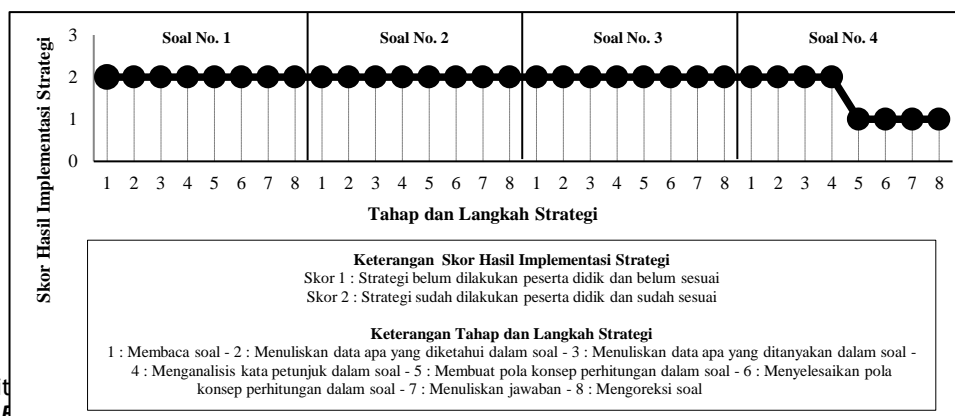 Soal No. 1 Soal No. 2 Soal No. 3 Soal No. 4
Skor Hasil Implementasi Strategi
3
2
1
0
1 2 3 4 5 6 7 8 1 2 3 4 5 6 7 8 1 2 3 4 5 6 7 8 1 2 3 4 5 6 7 8
Tahap dan Langkah Strategi
Keterangan Skor Hasil Implementasi Strategi
Skor 1 : Strategi belum dilakukan peserta didik dan belum sesuai
Skor 2 : Strategi sudah dilakukan peserta didik dan sudah sesuai
Keterangan Tahap dan Langkah Strategi
1 : Membaca soal - 2 : Menuliskan data apa yang diketahui dalam soal - 3 : Menuliskan data apa yang ditanyakan dalam soal -
4 : Menganalisis kata petunjuk dalam soal - 5 : Membuat pola konsep perhitungan dalam soal - 6 : Menyelesaikan pola
konsep perhitungan dalam soal - 7 : Menuliskan jawaban - 8 : Mengoreksi soal